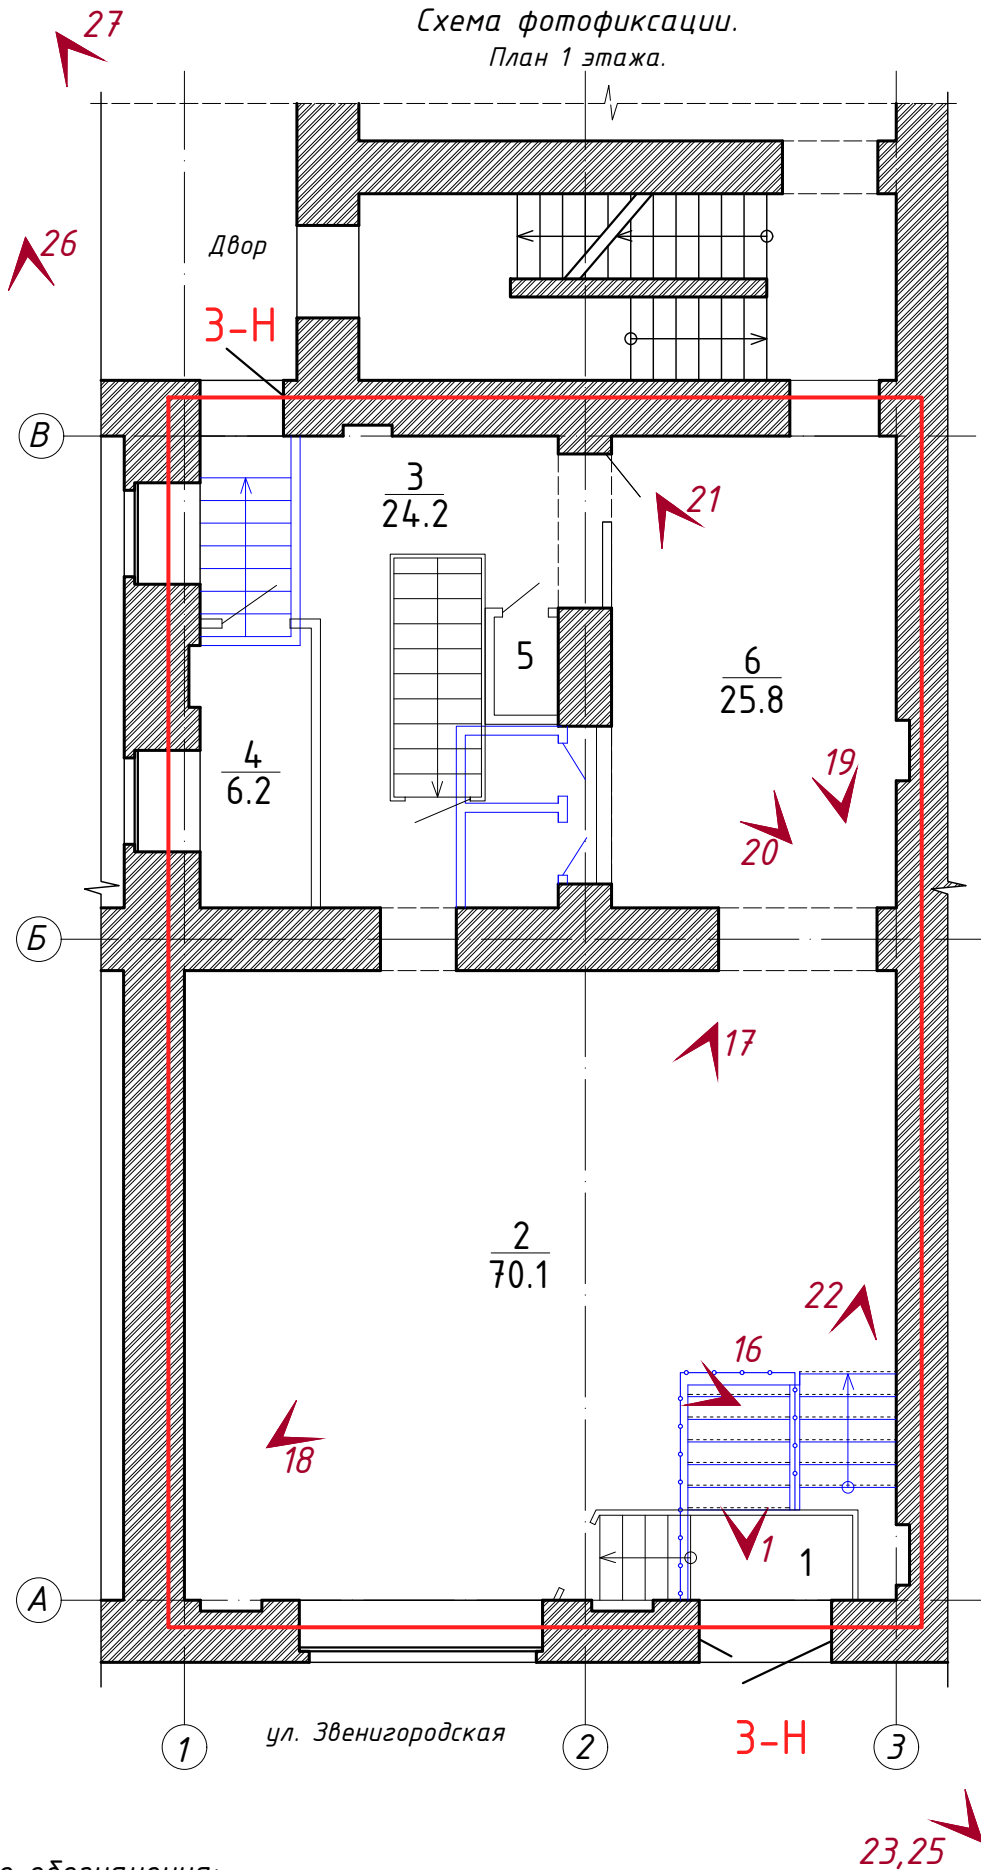 Схема фотофиксации.
План 1 этажа.
27
26
Двор
3-Н
В
3
24.2
21
5
6
25.8
4
6.2
19
20
Б
17
2
70.1
22
16
18
1
1
А
ул. Звенигородская
3-Н
1
2
3
23,25